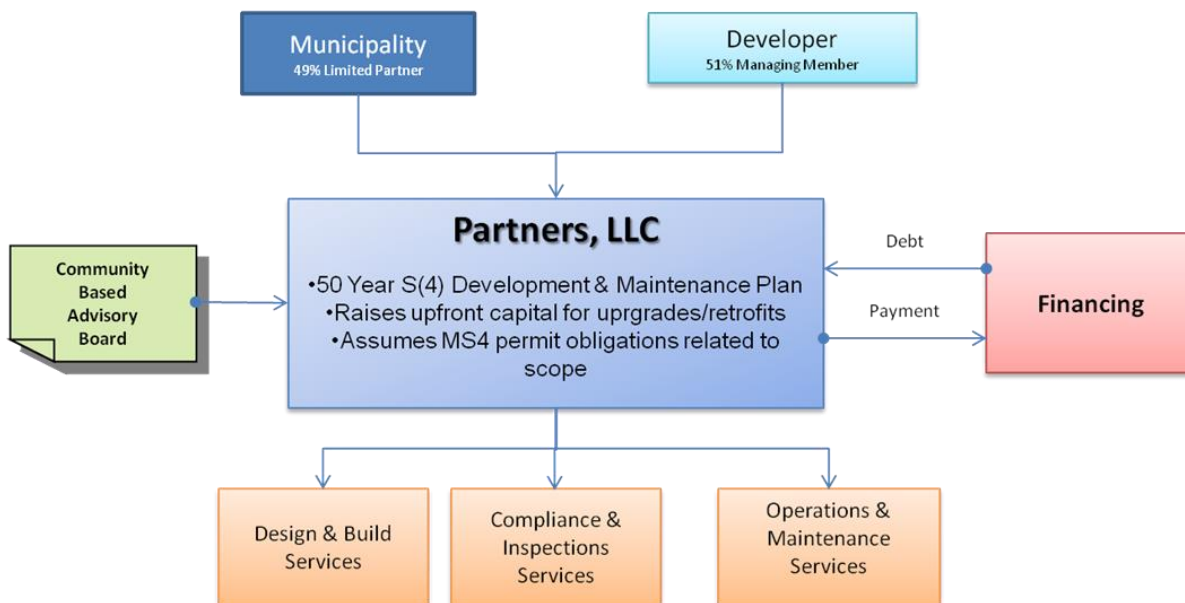 Municipality
49% Limited Partner
Developer
51% Managing Member
Partners, LLC
•50 Year S(4) Development & Maintenance Plan
•Raises upfront capital for uprgrades/retrofits
•Assumes MS4 permit obligations related to
scope
Community
Based
Advisory
Board
Debt
Payment
Financing
Design & Build
Services
Compliance &
Inspections
Services
Operations &
Maintenance
Services